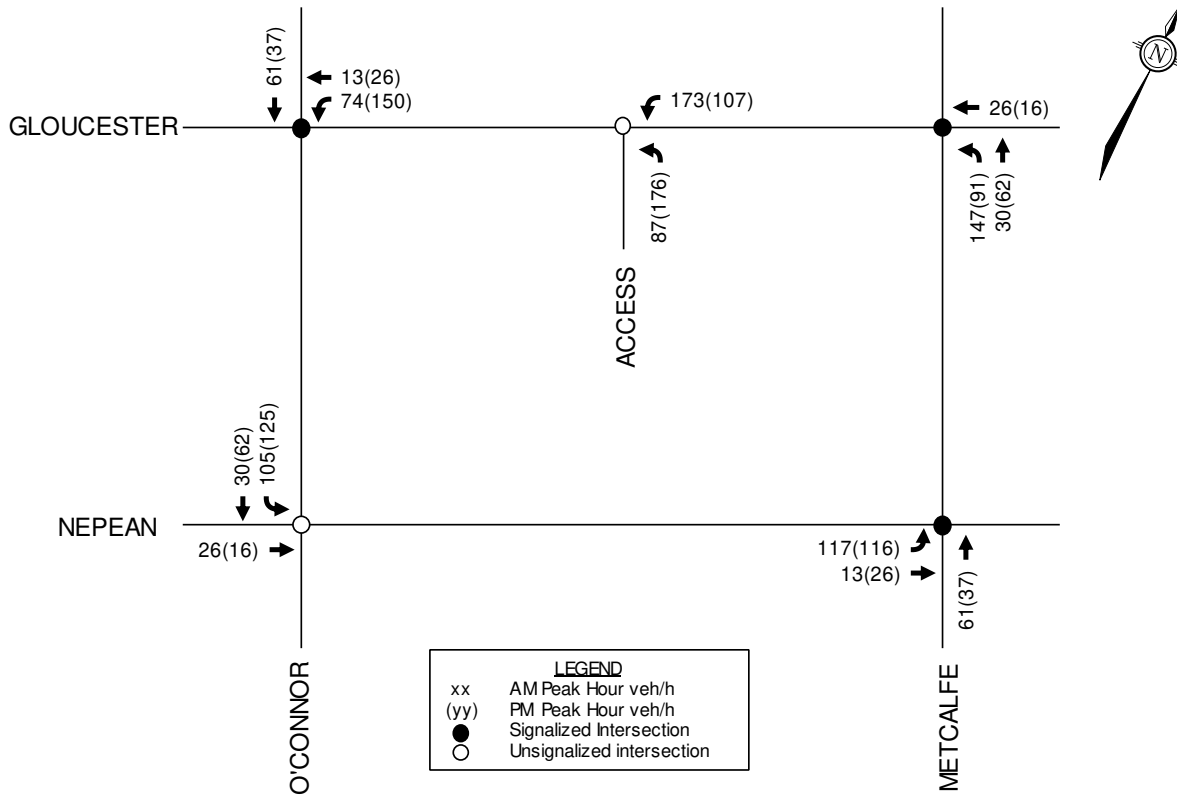 N
61(37)
13(26)
74(150)
GLOUCESTER
173(107)
87(176)
ACCESS
26(16)
147(91)
30(62)
30(62)
105(125)
NEPEAN
26(16)
117(116)
13(26)
61(37)
O'CONNOR
METCALFE
LEGEND
xx AM Peak Hour veh/h
(yy) PM Peak Hour veh/h
Signalized Intersection
Unsignalized intersection